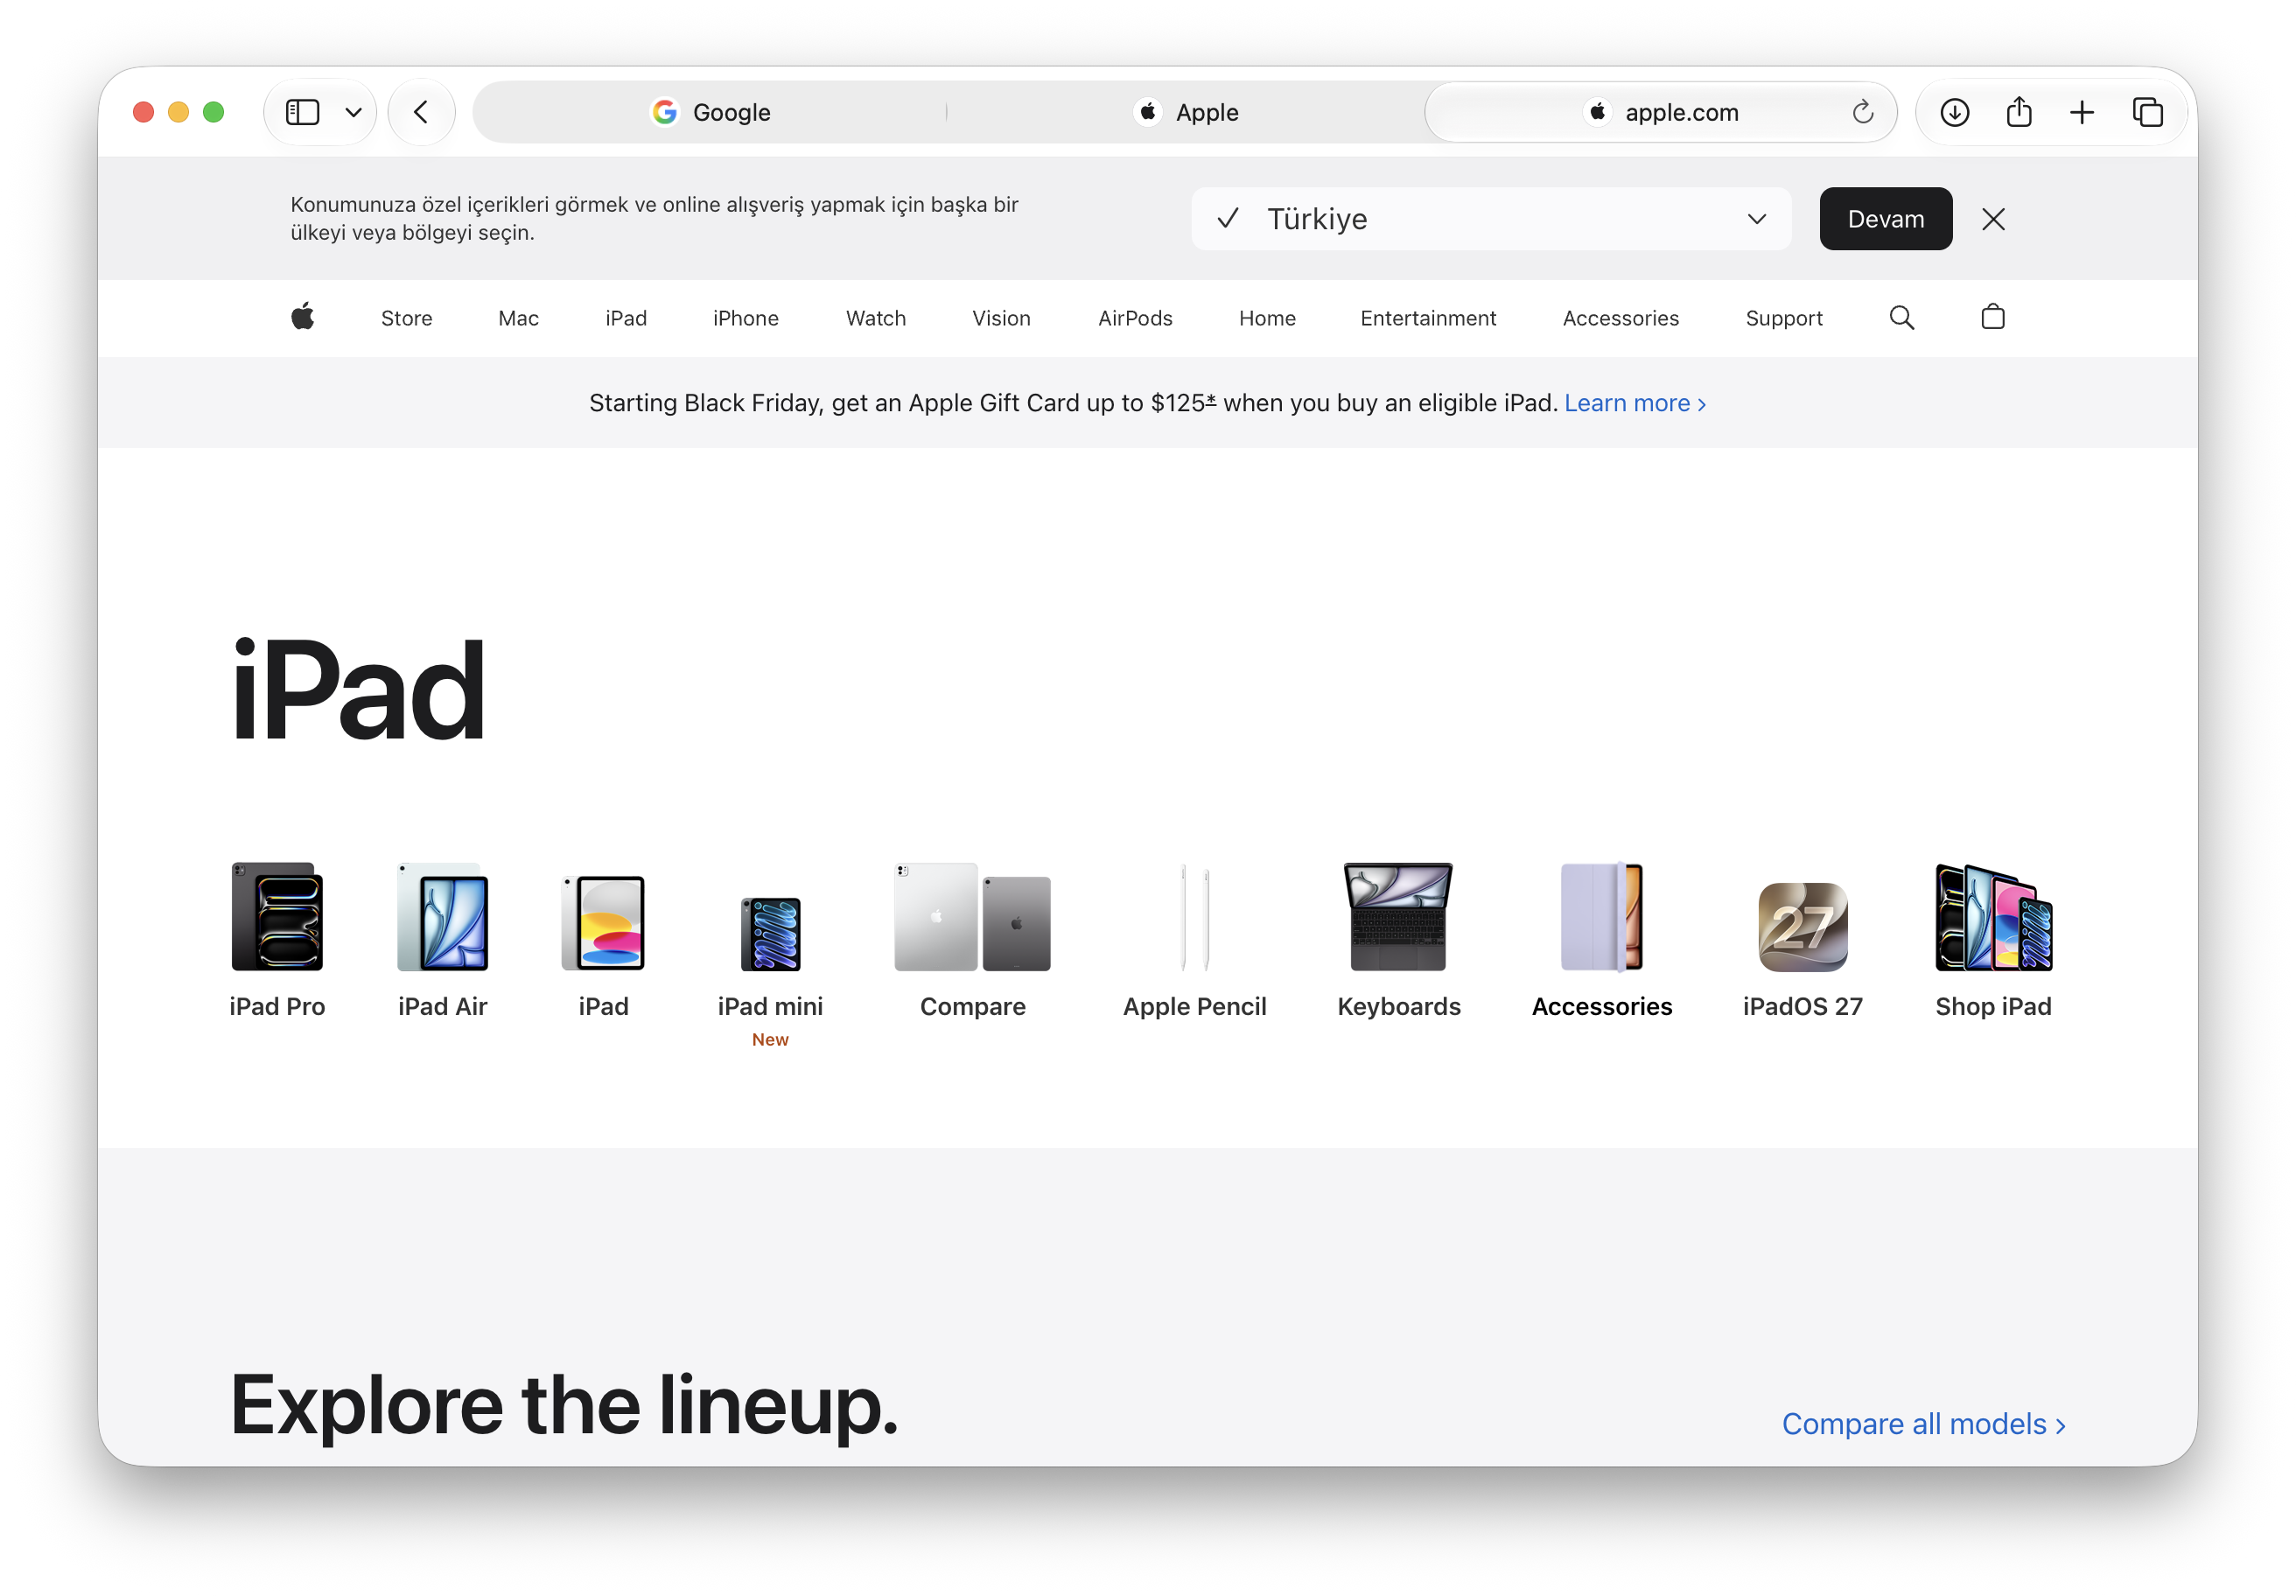 Google
Apple
apple.com
Konumunuza özel içerikleri görmek ve online alışveriş yapmak için başka bir
ülkeyi veya bölgeyi seçin.
Türkiye
Devam
Store
Mac
iPad
iPhone
Watch
Vision
AirPods
Home
Entertainment
Accessories
Support
Starting Black Friday, get an Apple Gift Card up to $125* when you buy an eligible iPad. Learn more >
iPad
27
iPad Pro
iPad Air
iPad
iPad mini
New
Compare
Apple Pencil
Keyboards
Accessories
iPadOS 27
Shop iPad
Explore the lineup.
Compare all models >